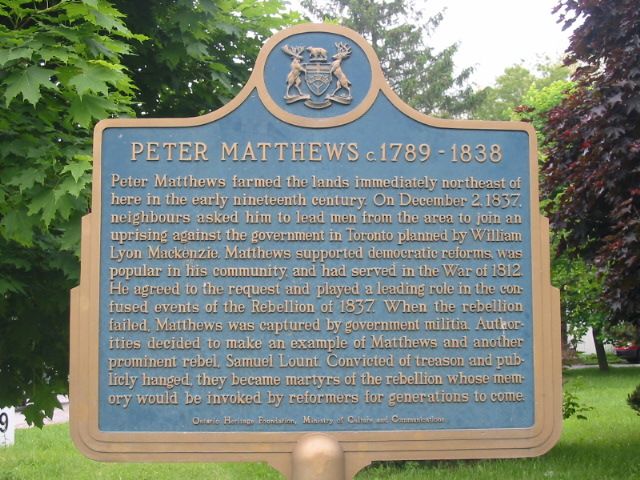 PETER MATTHEWS c.1789 - 1838
Peter Matthews farmed the lands immediately northeast of
here in the early nineteenth century. On December 2, 1837,
neighbours asked him to lead men from the area to join an
uprising against the government in Toronto planned by William
Lyon Mackenzie. Matthews supported democratic reforms, was
popular in his community, and had served in the War of 1812.
He agreed to the request and played a leading role in the con-
fused events of the Rebellion of 1837. When the rebellion
failed, Matthews was captured by government militia. Author-
ities decided to make an example of Matthews and another
prominent rebel, Samuel Lount. Convicted of treason and pub-
licly hanged, they became martyrs of the rebellion whose mem-
ory would be invoked by reformers for generations to come.
Ontario Heritage Foundation, Ministry of Culture and Communications
9